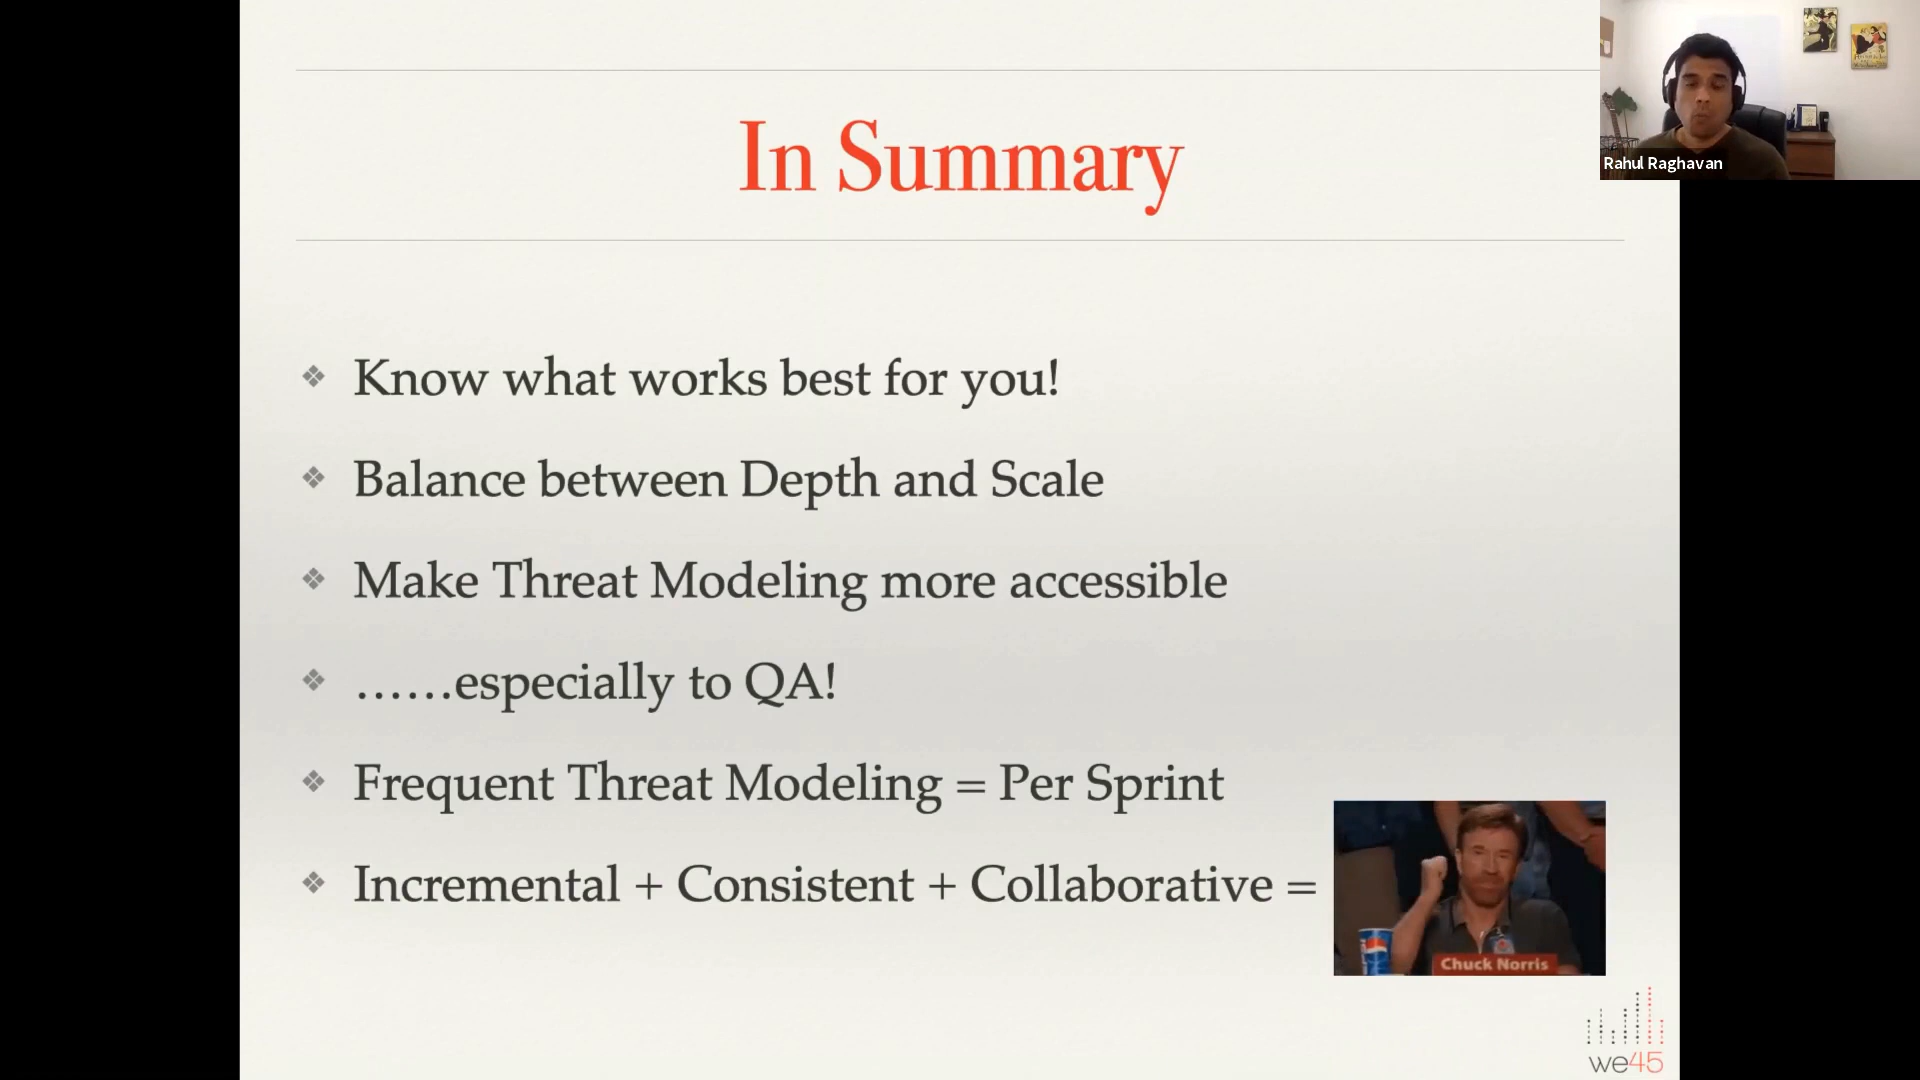 In Summary
Rahul Raghavan
❖ Know what works best for you!
❖ Balance between Depth and Scale
❖ Make Threat Modeling more accessible
❖ ……especially to QA!
❖ Frequent Threat Modeling = Per Sprint
❖ Incremental + Consistent + Collaborative =
Chuck Norris
we45